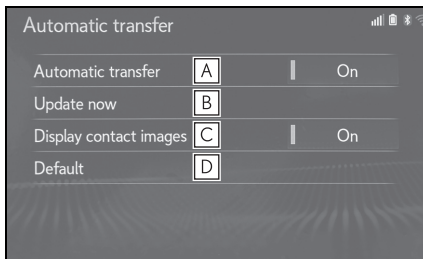 Automatic transfer
Automatic transfer A On
Update now B
Display contact images C On
Default D